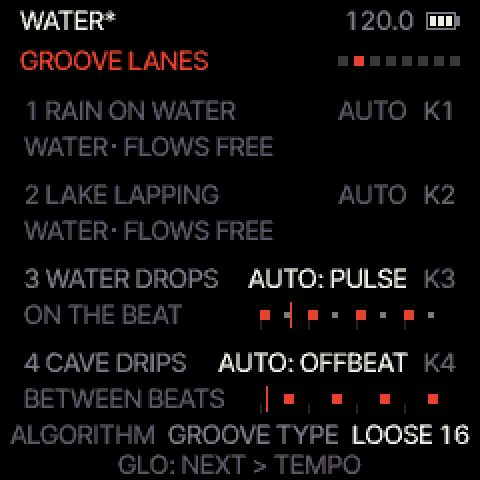 WATER* 120.0
GROOVE LANES
1 RAIN ON WATER AUTO K1
WATER· FLOWS FREE
2 LAKE LAPPING AUTO K2
WATER· FLOWS FREE
3 WATER DROPS AUTO: PULSE K3
ON THE BEAT
4 CAVE DRIPS AUTO: OFFBEAT K4
BETWEEN BEATS
ALGORITHM GROOVE TYPE LOOSE 16
GLO: NEXT > TEMPO